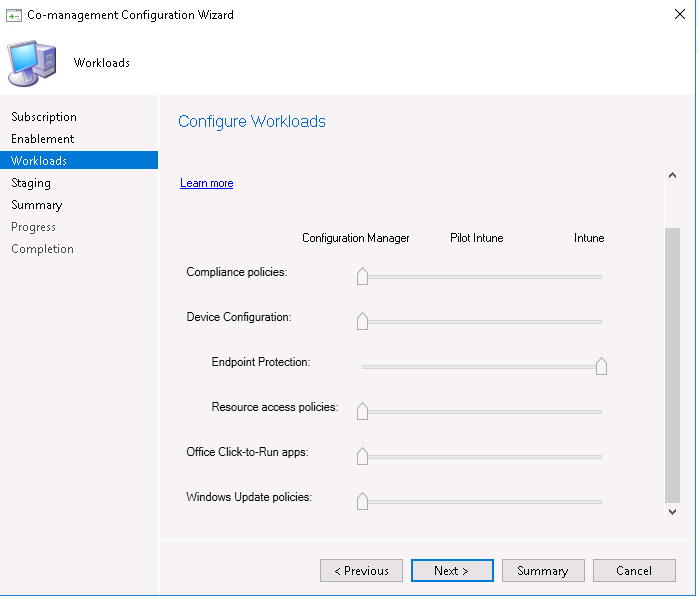 Co-management Configuration Wizard
Workloads
Subscription
Enablement
Workloads
Staging
Summary
Progress
Completion
Configure Workloads
Learn more
Configuration Manager Pilot Intune Intune
Compliance policies:
Device Configuration:
Endpoint Protection:
Resource access policies:
Office Click-to-Run apps:
Windows Update policies:
< Previous Next > Summary Cancel